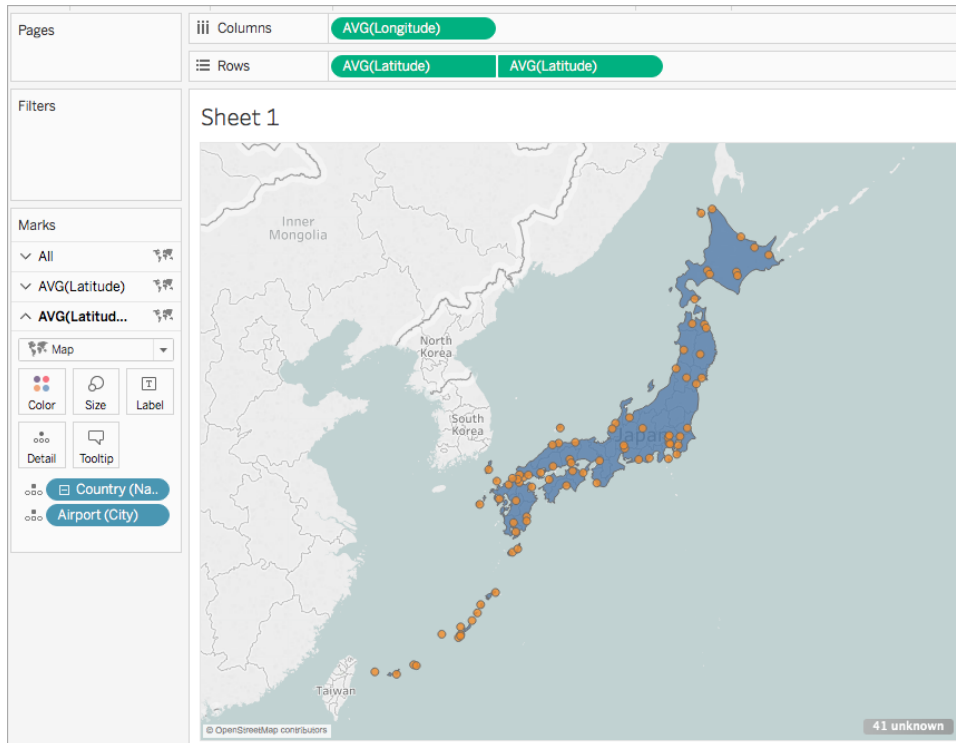 Pages
Columns
AVG(Longitude)
Rows
AVG(Latitude)
AVG(Latitude)
Filters
Sheet 1
Marks
All
AVG(Latitude)
AVG(Latitud...
Map
Color
Size
T
Label
Detail
Tooltip
Country (Na..
Airport (City)
Inner
Mongolia
North
Korea
South
Korea
Japan
Taiwan
© OpenStreetMap contributors
41 unknown